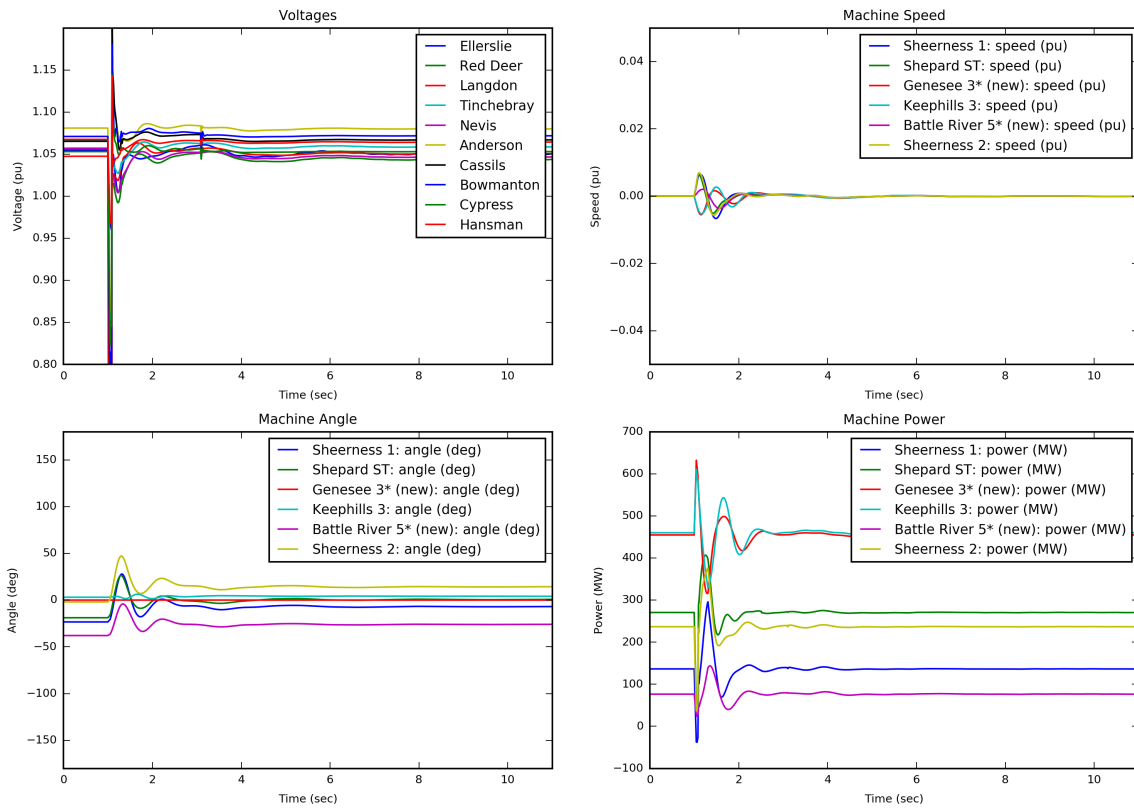 Voltages
1.15
1.10
1.05
1.00
0.95
0.90
0.85
0.80
Voltage (pu)
0 2 4 6 8 10
Time (sec)
Ellerslie
Red Deer
Langdon
Tinchebray
Nevis
Anderson
Cassils
Bowmanton
Cypress
Hansman
Machine Speed
0.04
0.02
0.00
−0.02
−0.04
Speed (pu)
0 2 4 6 8 10
Time (sec)
Sheerness 1: speed (pu)
Shepard ST: speed (pu)
Genesee 3* (new): speed (pu)
Keephills 3: speed (pu)
Battle River 5* (new): speed (pu)
Sheerness 2: speed (pu)
Machine Angle
150
100
50
0
−50
−100
−150
Angle (deg)
0 2 4 6 8 10
Time (sec)
Sheerness 1: angle (deg)
Shepard ST: angle (deg)
Genesee 3* (new): angle (deg)
Keephills 3: angle (deg)
Battle River 5* (new): angle (deg)
Sheerness 2: angle (deg)
Machine Power
700
600
500
400
300
200
100
0
−100
Power (MW)
0 2 4 6 8 10
Time (sec)
Sheerness 1: power (MW)
Shepard ST: power (MW)
Genesee 3* (new): power (MW)
Keephills 3: power (MW)
Battle River 5* (new): power (MW)
Sheerness 2: power (MW)